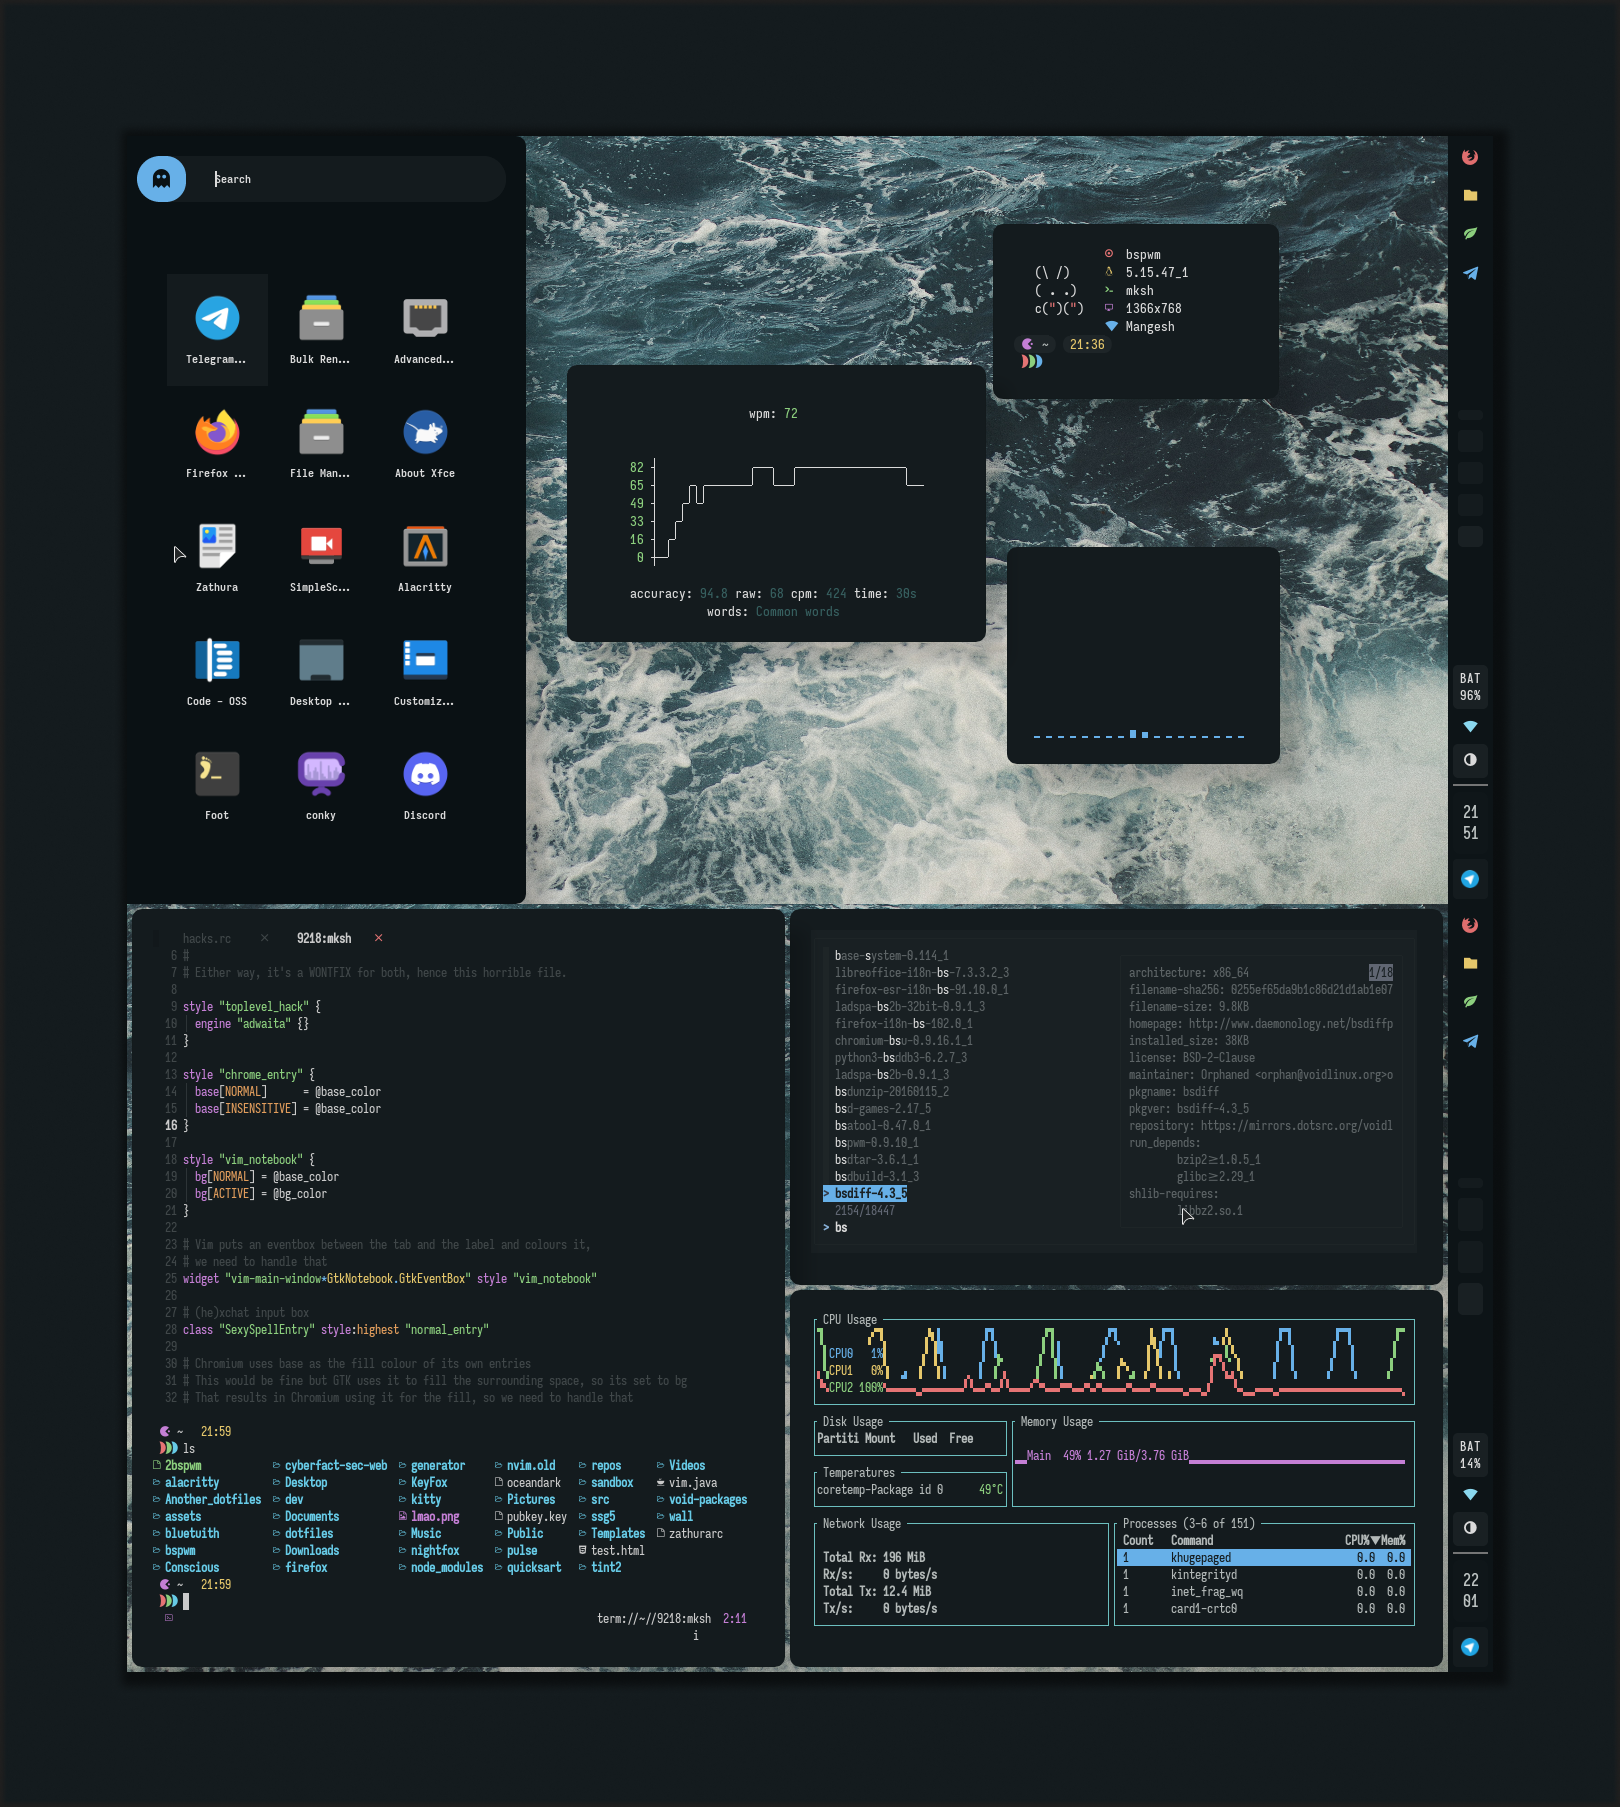 Search
Telegram...
Bulk Ren...
Advanced...
Firefox ...
File Man...
About Xfce
Zathura
SimpleSc...
Alacritty
Code - OSS
Desktop ...
Customiz...
Foot
conky
Discord
wpm: 72
82
65
49
33
16
0
accuracy: 94.8 raw: 68 cpm: 424 time: 30s
words: Common words
(\ /)
( . .)
c(")(")
bspwm
5.15.47_1
mksh
1366x768
Mangesh
~ 21:36
BAT
96%
21
51
hacks.rc × 9218:mksh ×
6 #
7 # Either way, it's a WONTFIX for both, hence this horrible file.
8
9 style "toplevel_hack" {
10 engine "adwaita" {}
11 }
12
13 style "chrome_entry" {
14 base[NORMAL] = @base_color
15 base[INSENSITIVE] = @base_color
16 }
17
18 style "vim_notebook" {
19 bg[NORMAL] = @base_color
20 bg[ACTIVE] = @bg_color
21 }
22
23 # Vim puts an eventbox between the tab and the label and colours it,
24 # we need to handle that
25 widget "vim-main-window*GtkNotebook.GtkEventBox" style "vim_notebook"
26
27 # (he)xchat input box
28 class "SexySpellEntry" style:highest "normal_entry"
29
30 # Chromium uses base as the fill colour of its own entries
31 # This would be fine but GTK uses it to fill the surrounding space, so its set to bg
32 # That results in Chromium using it for the fill, so we need to handle that
~ 21:59
ls
2bspwm cyberfact-sec-web generator nvim.old repos Videos
alacritty Desktop KeyFox oceandark sandbox vim.java
Another_dotfiles dev kitty Pictures src void-packages
assets Documents lmao.png pubkey.key ssg5 wall
bluetuith dotfiles Music Public Templates zathurarc
bspwm Downloads nightfox pulse test.html
Conscious firefox node_modules quicksart tint2
~ 21:59
term://~//9218:mksh 2:11
i
base-system-0.114_1
libreoffice-i18n-bs-7.3.3.2_3
firefox-esr-i18n-bs-91.10.0_1
ladspa-bs2b-32bit-0.9.1_3
firefox-i18n-bs-102.0_1
chromium-bsu-0.9.16.1_1
python3-bsddb3-6.2.7_3
ladspa-bs2b-0.9.1_3
bsdunzip-20160115_2
bsd-games-2.17_5
bsatool-0.47.0_1
bspwm-0.9.10_1
bsdtar-3.6.1_1
bsdbuild-3.1_3
> bsdiff-4.3_5
2154/18447
> bs
architecture: x86_64 1/18
filename-sha256: 0255ef65da9b1c86d21d1ab1e07
filename-size: 9.8KB
homepage: http://www.daemonology.net/bsdiffp
installed_size: 38KB
license: BSD-2-Clause
maintainer: Orphaned <orphan@voidlinux.org>o
pkgname: bsdiff
pkgver: bsdiff-4.3_5
repository: https://mirrors.dotsrc.org/voidl
run_depends:
bzip2≥1.0.5_1
glibc≥2.29_1
shlib-requires:
libbz2.so.1
CPU Usage
CPU0 1%
CPU1 0%
CPU2 100%
Disk Usage
Partiti Mount Used Free
Temperatures
coretemp-Package id 0 49°C
Memory Usage
Main 49% 1.27 GiB/3.76 GiB
Network Usage
Total Rx: 196 MiB
Rx/s: 0 bytes/s
Total Tx: 12.4 MiB
Tx/s: 0 bytes/s
Processes (3-6 of 151)
Count Command CPU%▼Mem%
1 khugepaged 0.0 0.0
1 kintegrityd 0.0 0.0
1 inet_frag_wq 0.0 0.0
1 card1-crtc0 0.0 0.0
BAT
14%
22
01